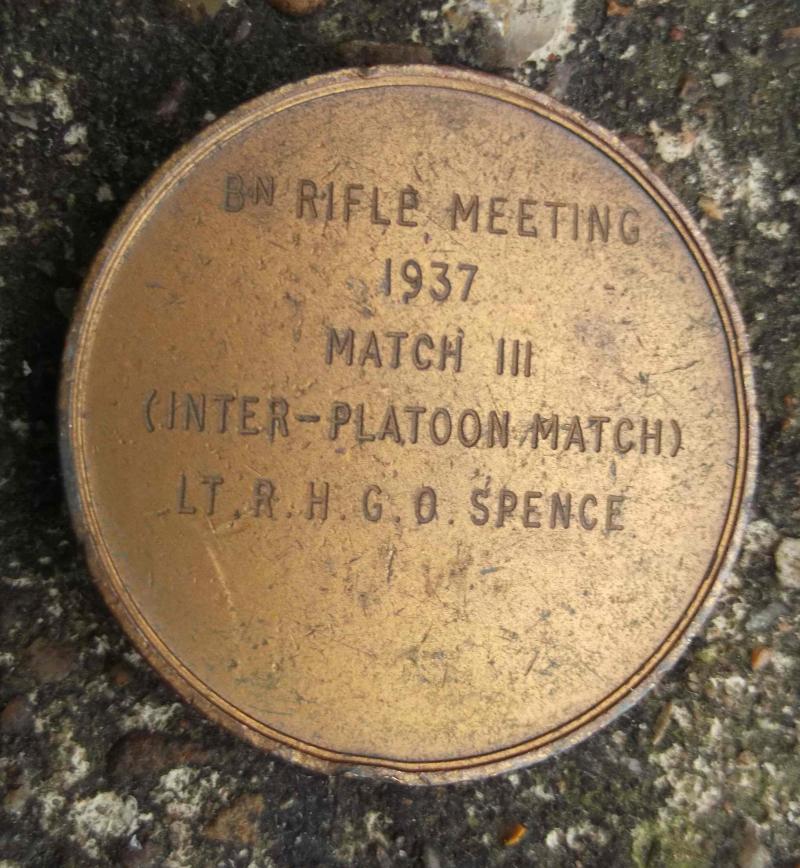 BN RIFLE MEETING
1937
MATCH III
(INTER-PLATOON MATCH)
LT. R. H. G. O. SPENCE